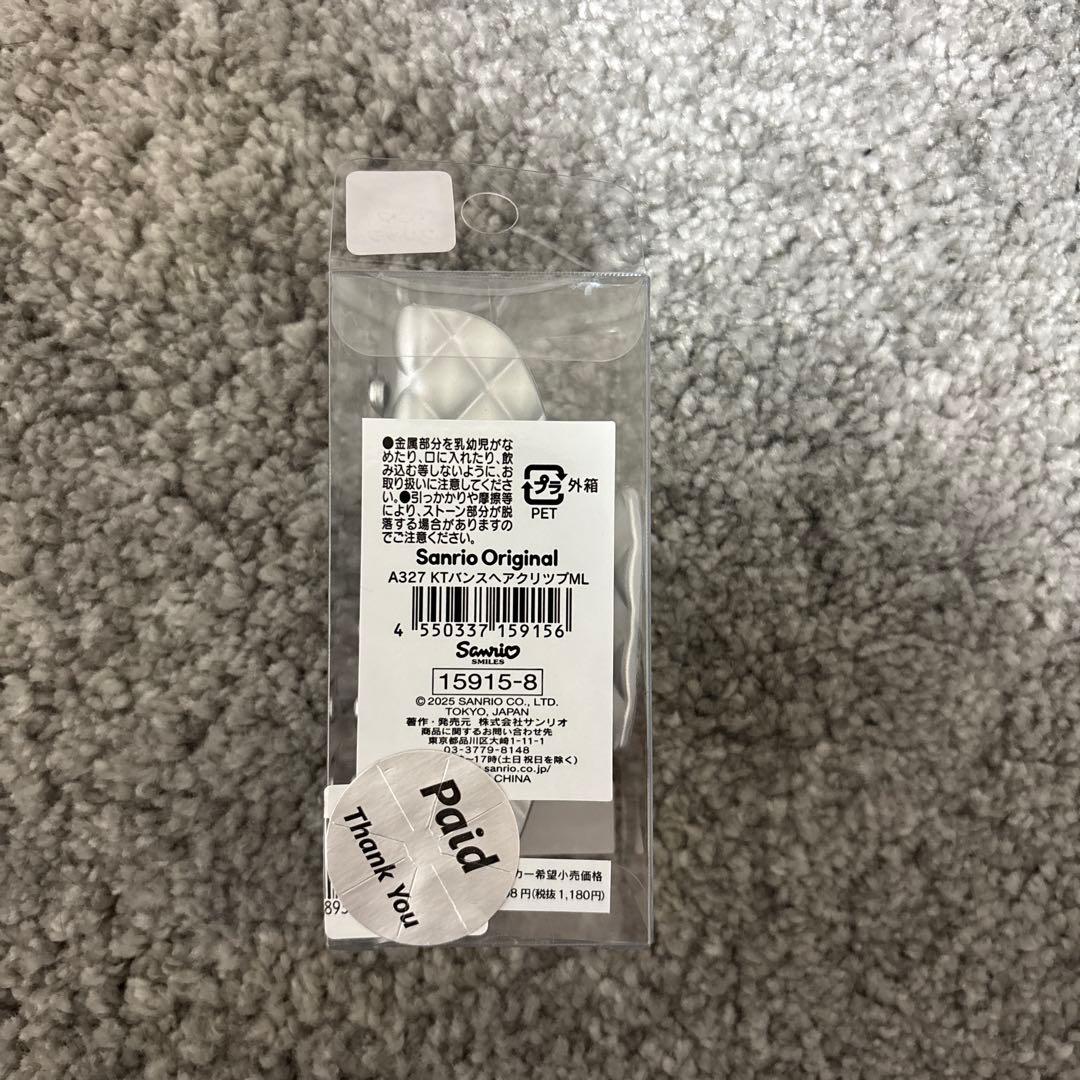 ●金属部分を乳幼児がな
めたり、口に入れたり、飲
み込む等しないように、お
取り扱いに注意してくださ
い。●引っかかりや摩擦等
により、ストーン部分が脱
落する場合がありますの
でご注意ください。
プラ 外箱
PET
Sanrio Original
A327 KTバンスヘアクリツプML
4 550337 159156
Sanrio
SMILES
15915-8
© 2025 SANRIO CO., LTD.
TOKYO, JAPAN
著作・発売元 株式会社サンリオ
商品に関するお問い合わせ先
東京都品川区大崎1-11-1
03-3779-8148
~17時(土日祝日を除く)
sanrio.co.jp/
CHINA
Paid
Thank You
カー希望小売価格
8円(税抜1,180円)